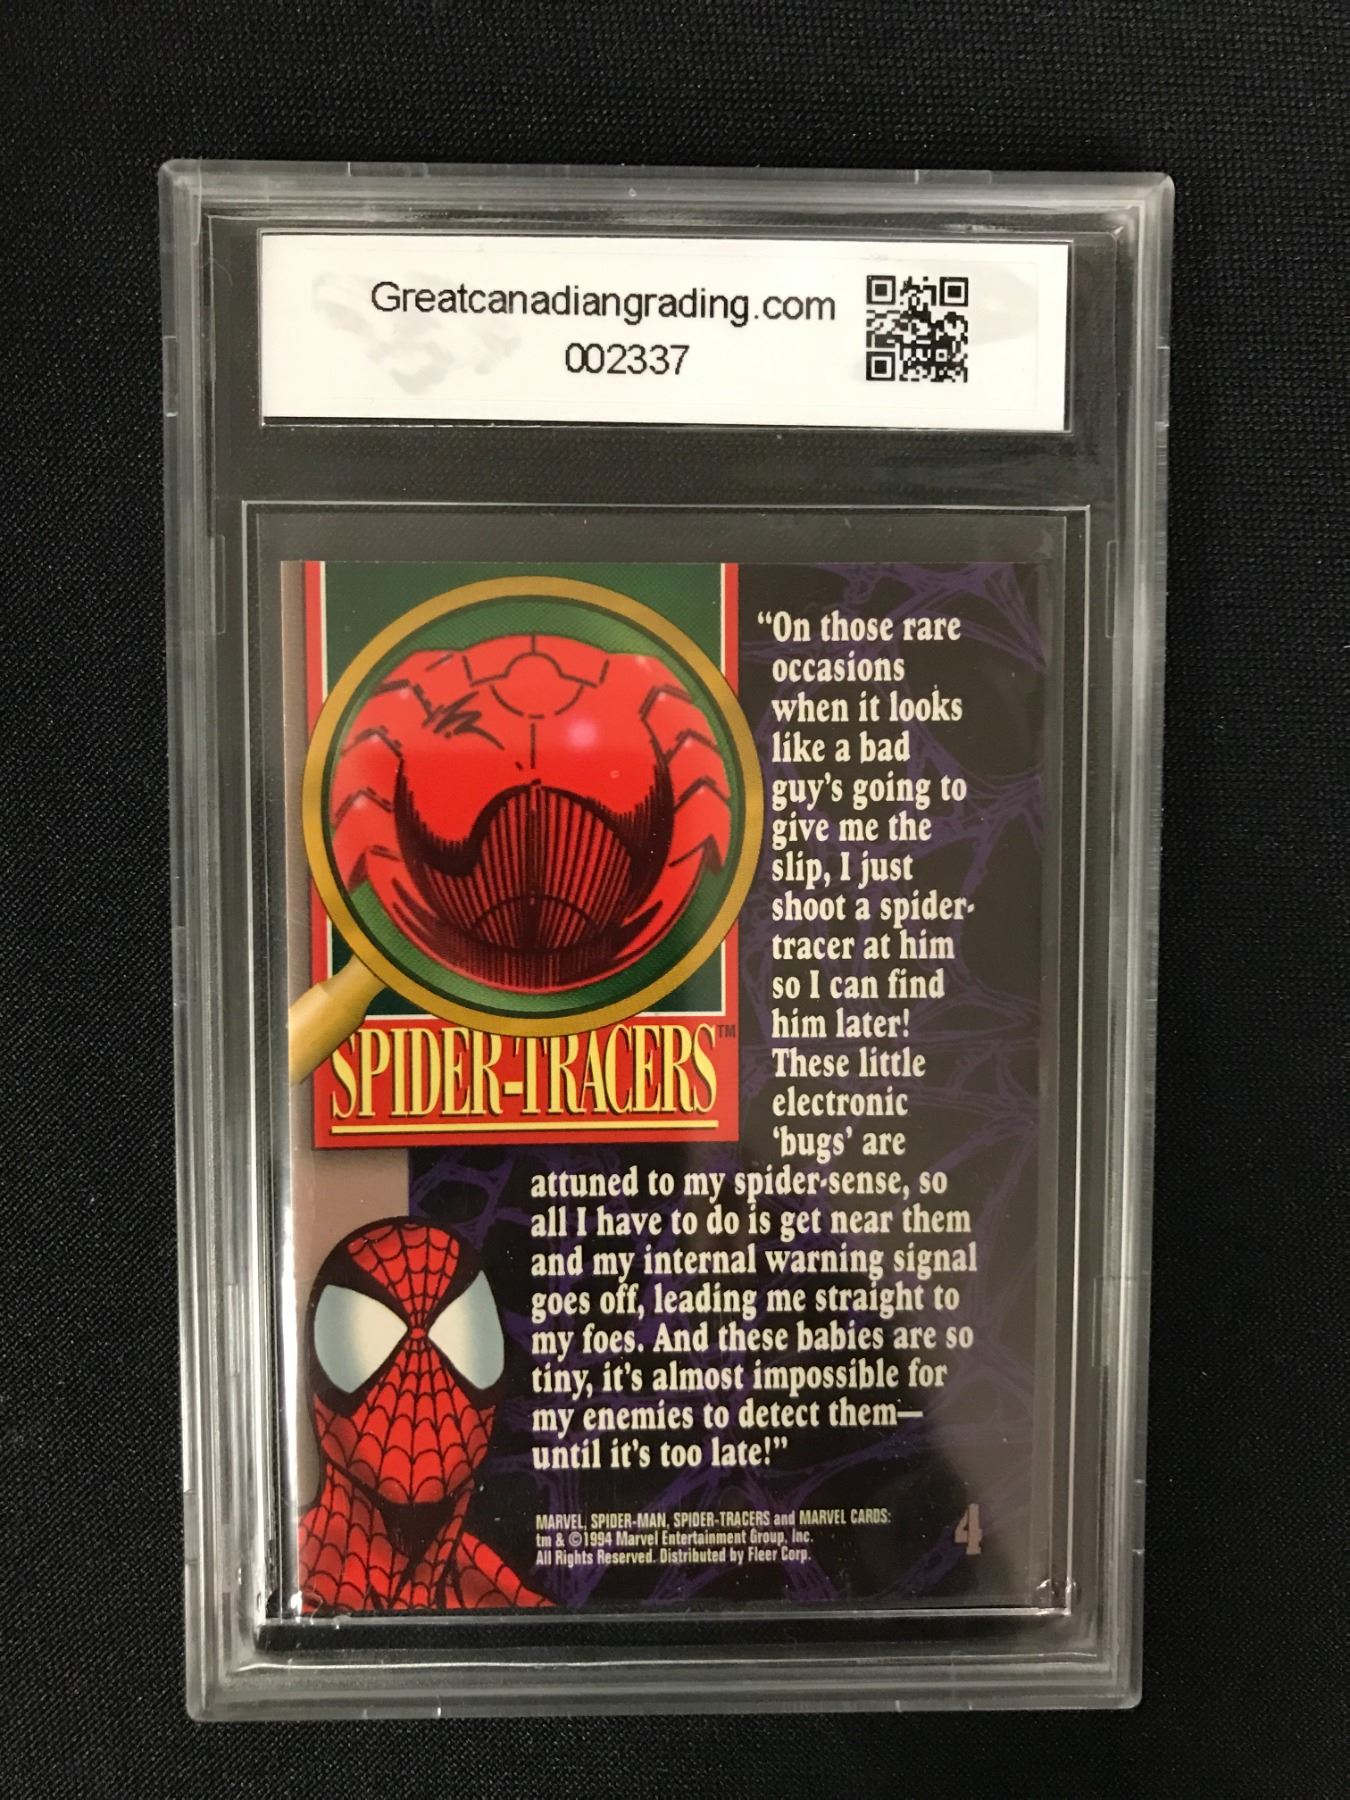 Greatcanadiangrading.com
002337
SPIDER-TRACERS™
“On those rare
occasions
when it looks
like a bad
guy's going to
give me the
slip, I just
shoot a spider-
tracer at him
so I can find
him later!
These little
electronic
‘bugs’ are
attuned to my spider-sense, so
all I have to do is get near them
and my internal warning signal
goes off, leading me straight to
my foes. And these babies are so
tiny, it's almost impossible for
my enemies to detect them—
until it's too late!”
MARVEL, SPIDER-MAN, SPIDER-TRACERS and MARVEL CARDS:
tm & ©1994 Marvel Entertainment Group, Inc.
All Rights Reserved. Distributed by Fleer Corp.
4